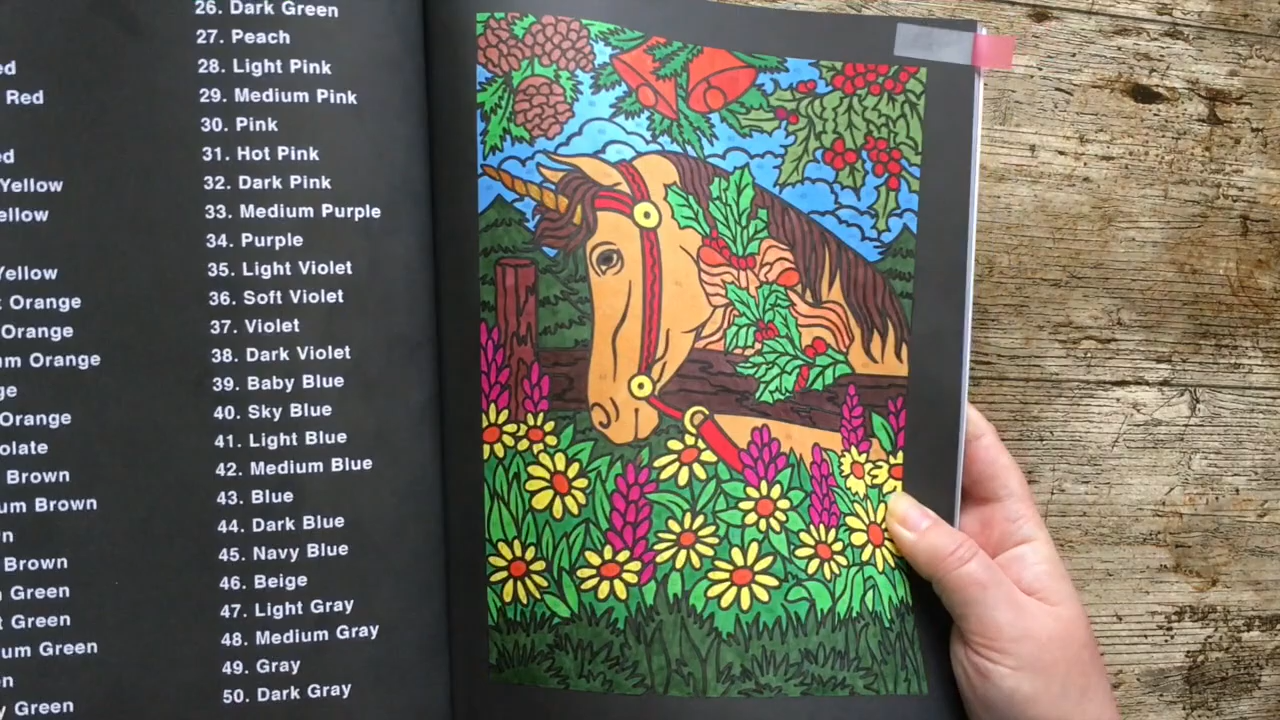 ed
Red
ed
Yellow
ellow
Yellow
Orange
Orange
um Orange
ge
Orange
olate
Brown
um Brown
n
Brown
Green
t Green
um Green
n
Green
26. Dark Green
27. Peach
28. Light Pink
29. Medium Pink
30. Pink
31. Hot Pink
32. Dark Pink
33. Medium Purple
34. Purple
35. Light Violet
36. Soft Violet
37. Violet
38. Dark Violet
39. Baby Blue
40. Sky Blue
41. Light Blue
42. Medium Blue
43. Blue
44. Dark Blue
45. Navy Blue
46. Beige
47. Light Gray
48. Medium Gray
49. Gray
50. Dark Gray